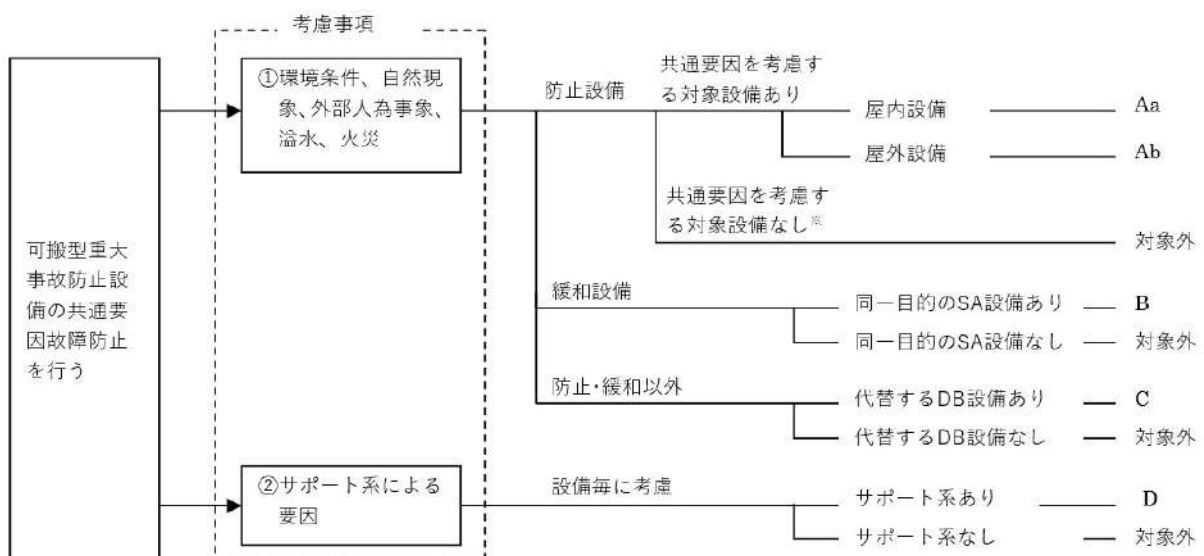 考慮事項
可搬型重大
事故防止設
備の共通要
因故障防止
を行う
①環境条件、自然現
象、外部人為事象、
溢水、火災
防止設備
共通要因を考慮す
る対象設備あり
屋内設備
Aa
屋外設備
Ab
共通要因を考慮す
る対象設備なし※
対象外
緩和設備
同一目的のSA設備あり
B
同一目的のSA設備なし
対象外
防止・緩和以外
代替するDB設備あり
C
代替するDB設備なし
対象外
②サポート系による
要因
設備毎に考慮
サポート系あり
D
サポート系なし
対象外